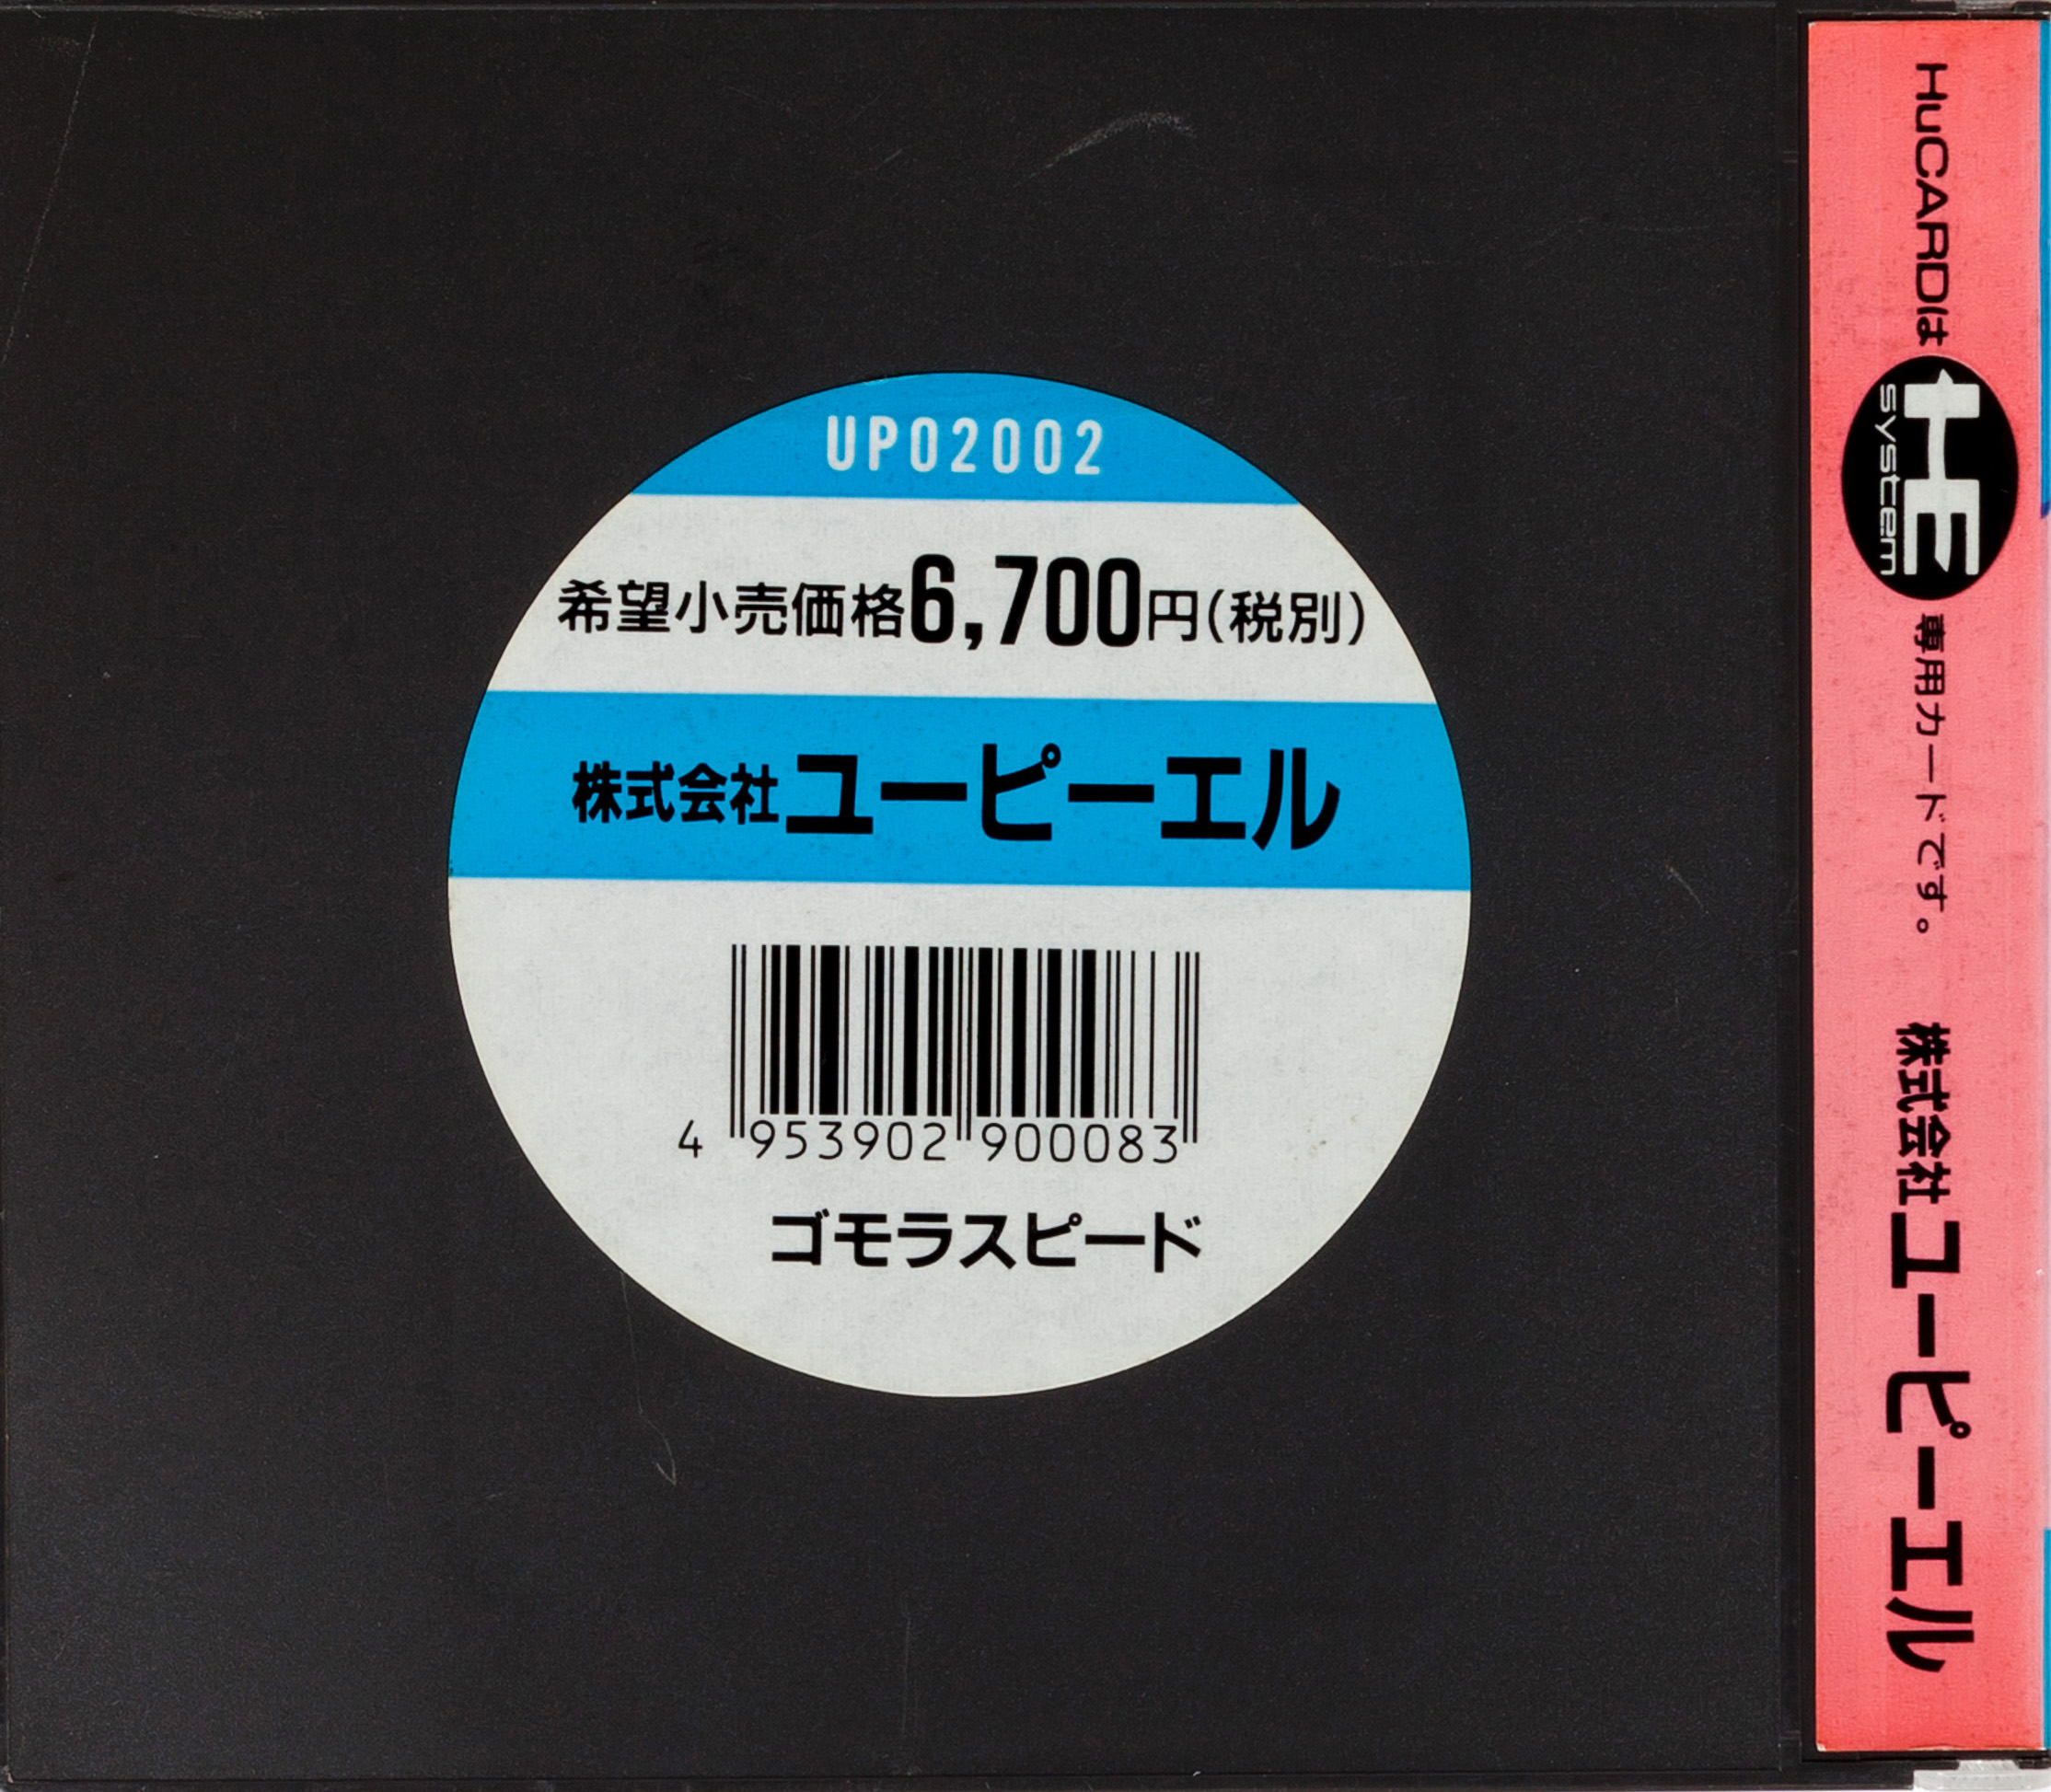 UP02002
希望小売価格6,700円(税別)
株式会社ユーピーエル
4 953902 900083
ゴモラスピード
HuCARDは HE system 専用カードです。 株式会社ユーピーエル